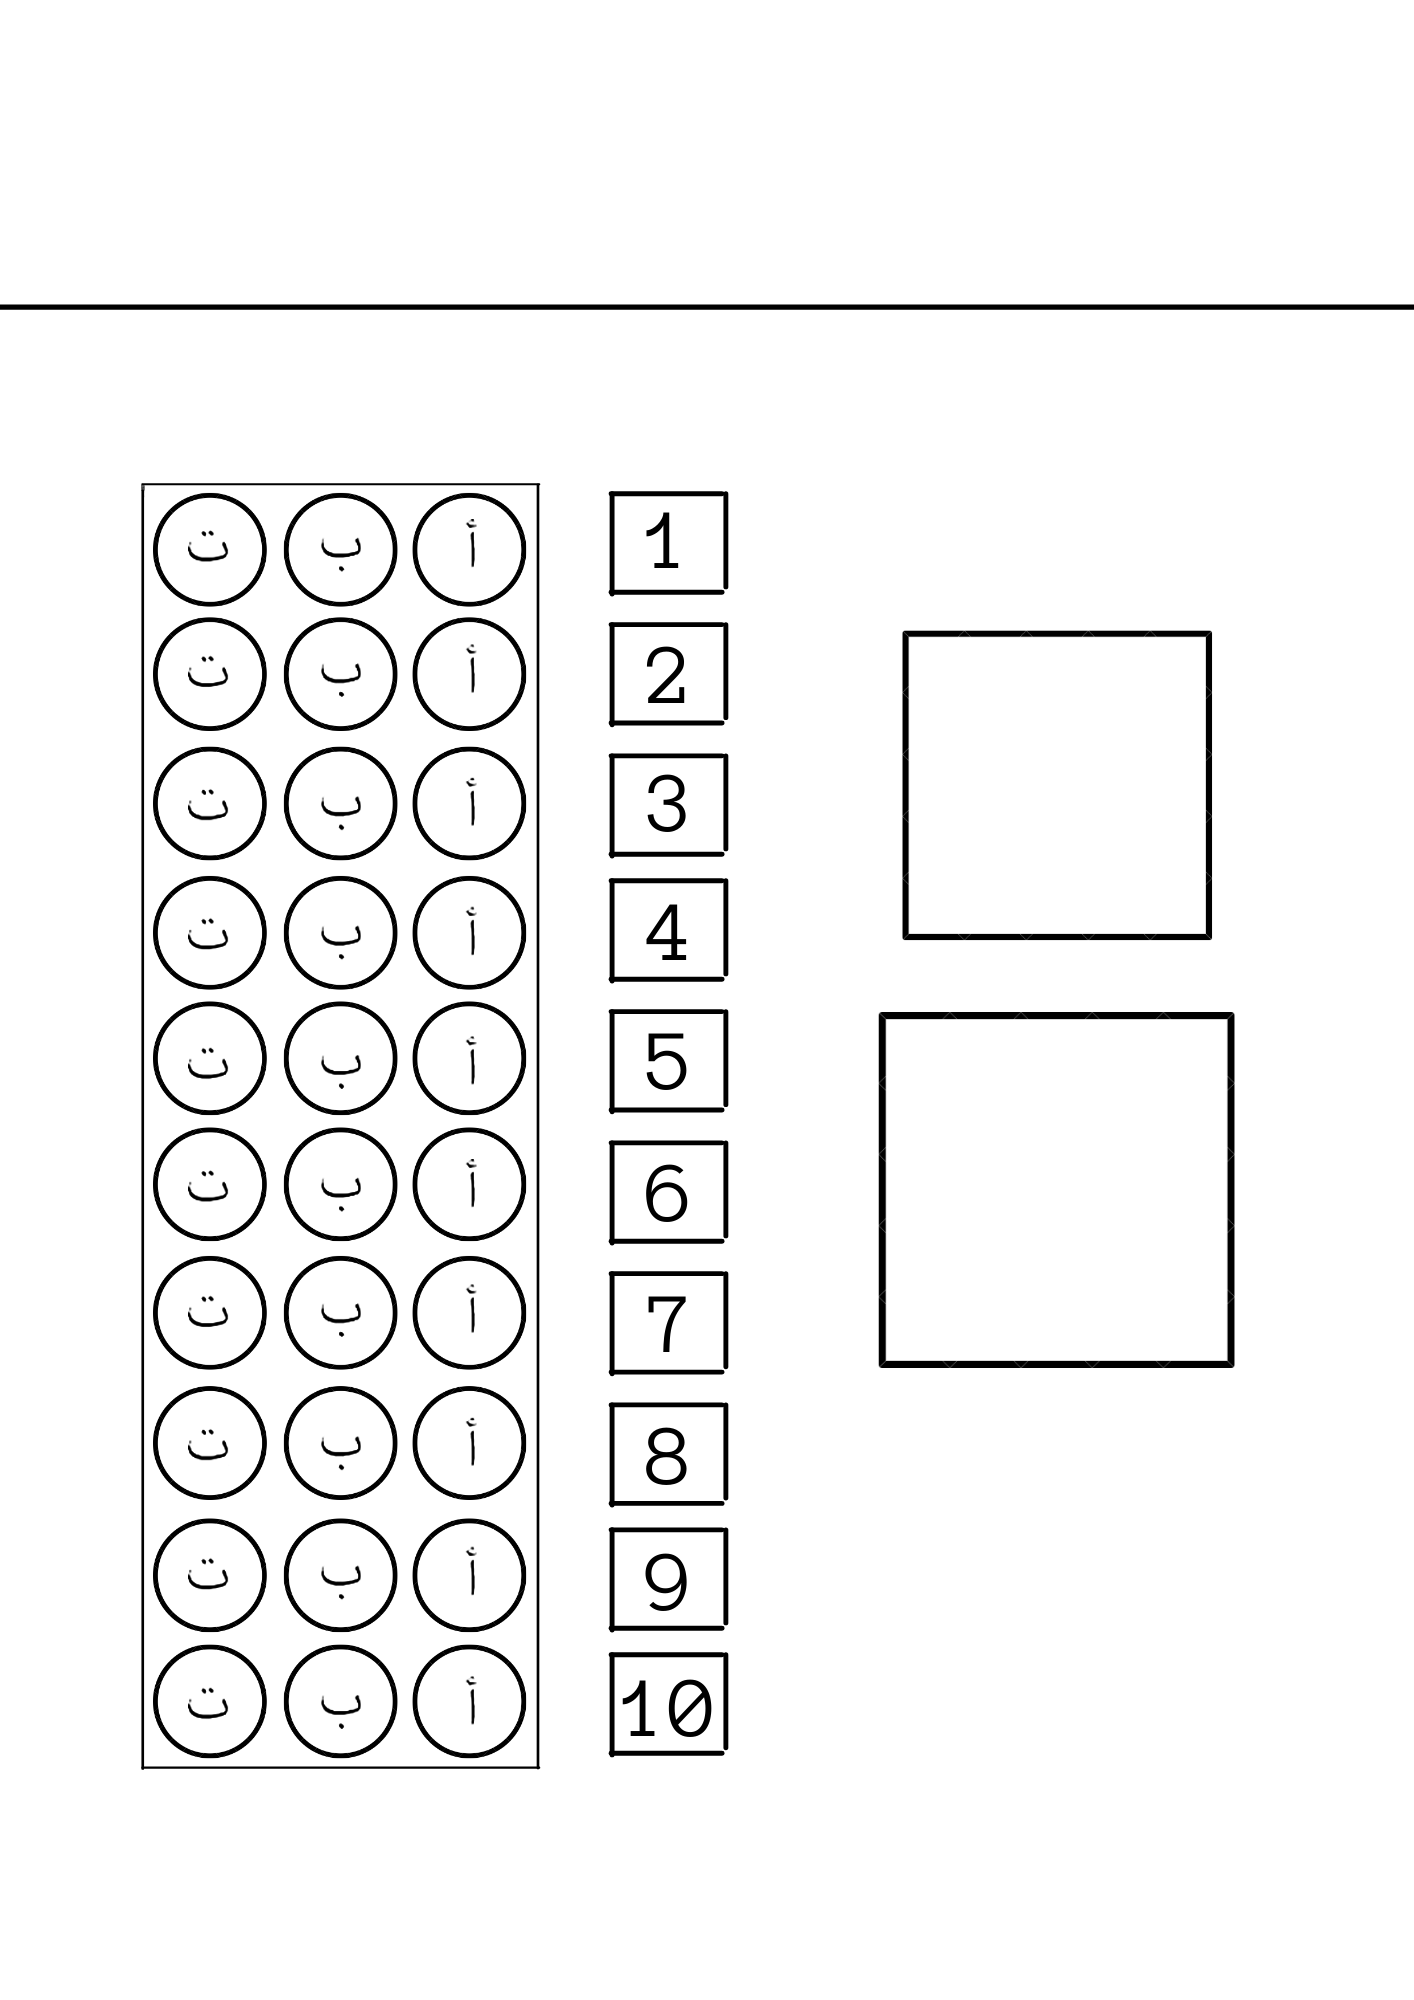 ت ب أ 1
ت ب أ 2
ت ب أ 3
ت ب أ 4
ت ب أ 5
ت ب أ 6
ت ب أ 7
ت ب أ 8
ت ب أ 9
ت ب أ 10